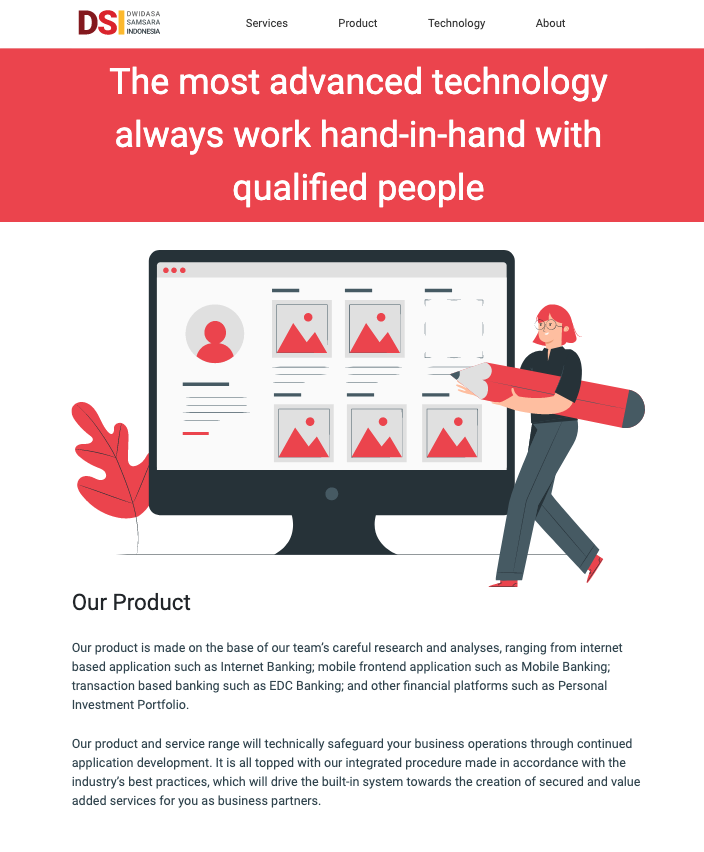 DSI DWIDASA
SAMSARA
INDONESIA
Services Product Technology About
The most advanced technology
always work hand-in-hand with
qualified people
Our Product
Our product is made on the base of our team’s careful research and analyses, ranging from internet
based application such as Internet Banking; mobile frontend application such as Mobile Banking;
transaction based banking such as EDC Banking; and other financial platforms such as Personal
Investment Portfolio.
Our product and service range will technically safeguard your business operations through continued
application development. It is all topped with our integrated procedure made in accordance with the
industry’s best practices, which will drive the built-in system towards the creation of secured and value
added services for you as business partners.